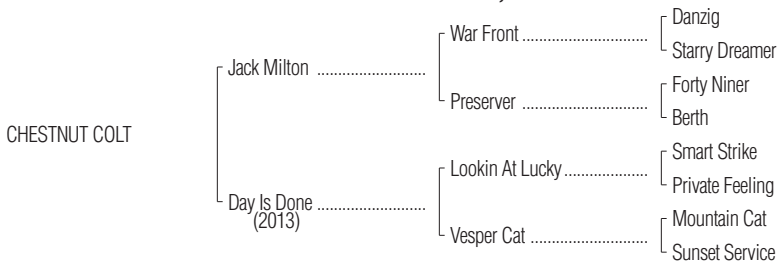 Danzig
War Front ................................
Starry Dreamer
Jack Milton ..........................
Forty Niner
Preserver ................................
Berth
CHESTNUT COLT
Smart Strike
Lookin At Lucky .....................
Private Feeling
Day Is Done ..........................
(2013)
Mountain Cat
Vesper Cat ..............................
Sunset Service